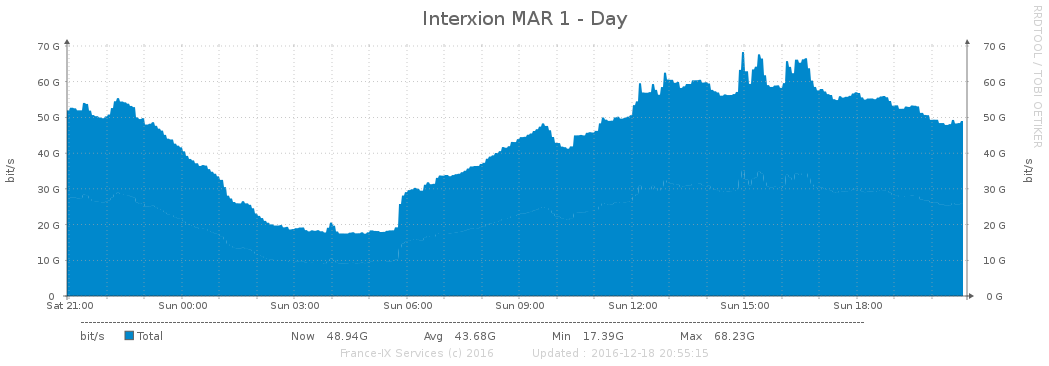 Interxion MAR 1 - Day
RRDTOOL / TOBI OETIKER
70 G 70 G
60 G 60 G
50 G 50 G
40 G 40 G
30 G 30 G
20 G 20 G
10 G 10 G
0 0 G
bit/s bit/s
Sat 21:00 Sun 00:00 Sun 03:00 Sun 06:00 Sun 09:00 Sun 12:00 Sun 15:00 Sun 18:00
bit/s Total Now 48.94G Avg 43.68G Min 17.39G Max 68.23G
France-IX Services (c) 2016 Updated : 2016-12-18 20:55:15